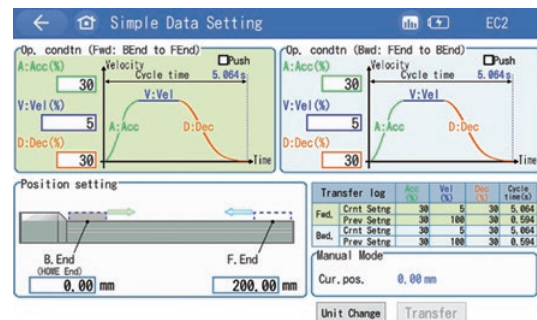 Simple Data Setting EC2
Op. condtn (Fwd: BEnd to FEnd)
A:Acc(%)
30
V:Vel(%)
5
D:Dec(%)
30
Velocity
Push
Cycle time 5.064s
V:Vel
A:Acc
D:Dec
Time
Op. condtn (Bwd: FEnd to BEnd)
A:Acc(%)
30
V:Vel(%)
5
D:Dec(%)
30
Velocity
Push
Cycle time 5.064s
V:Vel
A:Acc
D:Dec
Time
Position setting
B. End
(HOME End)
0.00 mm
F. End
200.00 mm
Transfer log Acc (%) Vel (%) Dec (%) Cycle time(s)
Fwd. Crnt Setng 30 5 30 5.064
Prev Setng 30 100 30 0.594
Bwd. Crnt Setng 30 5 30 5.064
Prev Setng 30 100 30 0.594
Manual Mode
Cur. pos. 0.00 mm
Unit Change Transfer